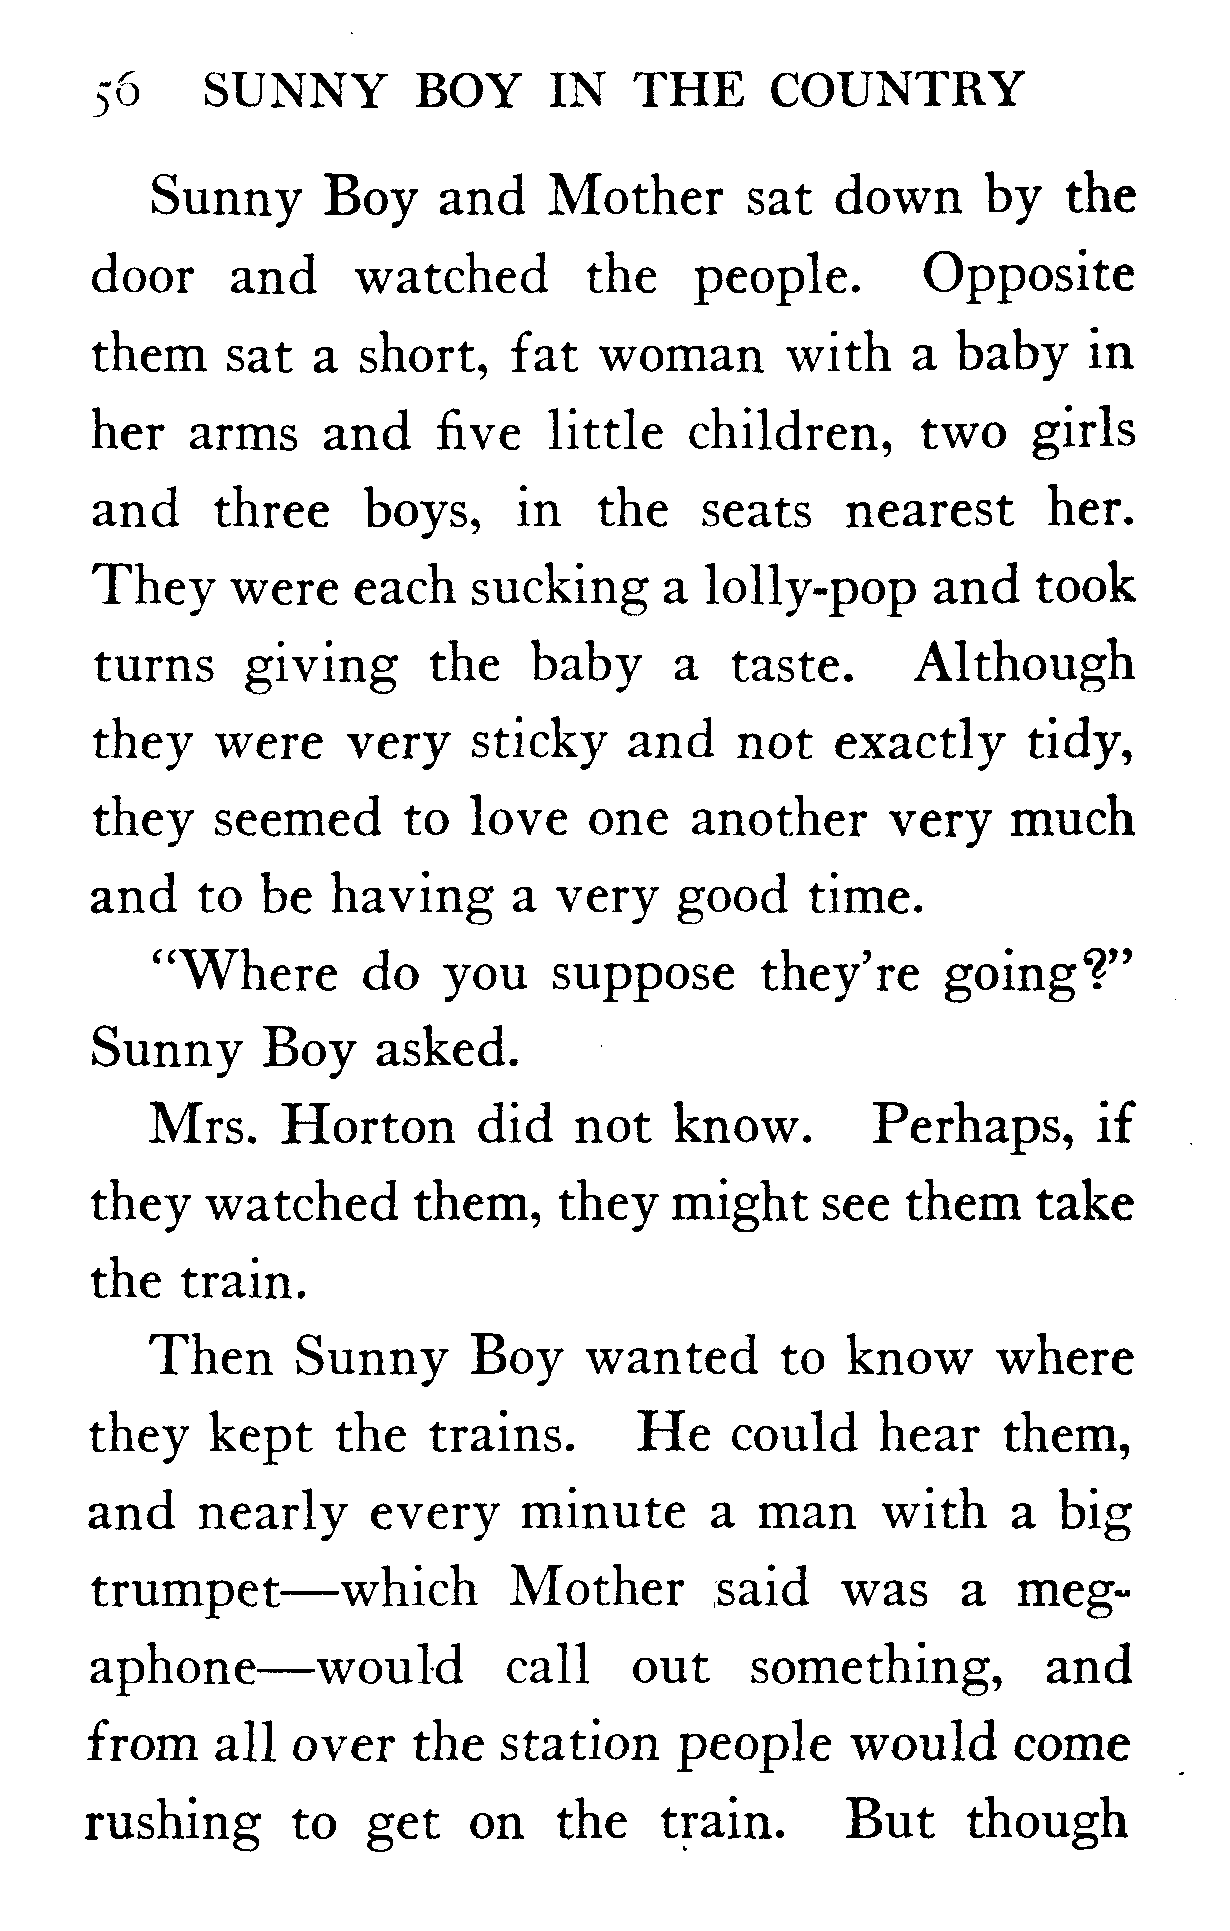 56 SUNNY BOY IN THE COUNTRY
Sunny Boy and Mother sat down by the
door and watched the people. Opposite
them sat a short, fat woman with a baby in
her arms and five little children, two girls
and three boys, in the seats nearest her.
They were each sucking a lolly-pop and took
turns giving the baby a taste. Although
they were very sticky and not exactly tidy,
they seemed to love one another very much
and to be having a very good time.
“Where do you suppose they’re going?”
Sunny Boy asked.
Mrs. Horton did not know. Perhaps, if
they watched them, they might see them take
the train.
Then Sunny Boy wanted to know where
they kept the trains. He could hear them,
and nearly every minute a man with a big
trumpet—which Mother said was a meg-
aphone—would call out something, and
from all over the station people would come
rushing to get on the train. But though